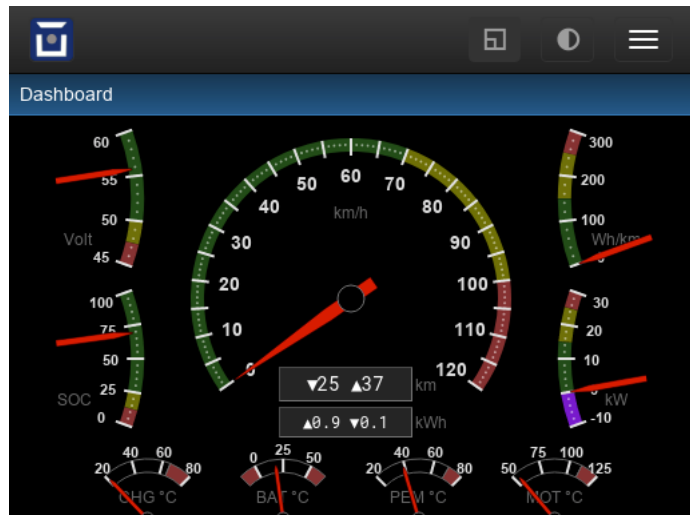 Dashboard
60
55
50
45
Volt
10
20
30
40
50
60
70
80
90
100
110
120
km/h
300
200
100
Wh/km
100
75
50
25
0
SOC
▼25 ▲37 km
▲0.9 ▼0.1 kWh
30
20
10
-10
kW
20 40 60 80
CHG °C
0 25 50
BAT °C
20 40 60 80
PEM °C
50 75 100 125
MOT °C